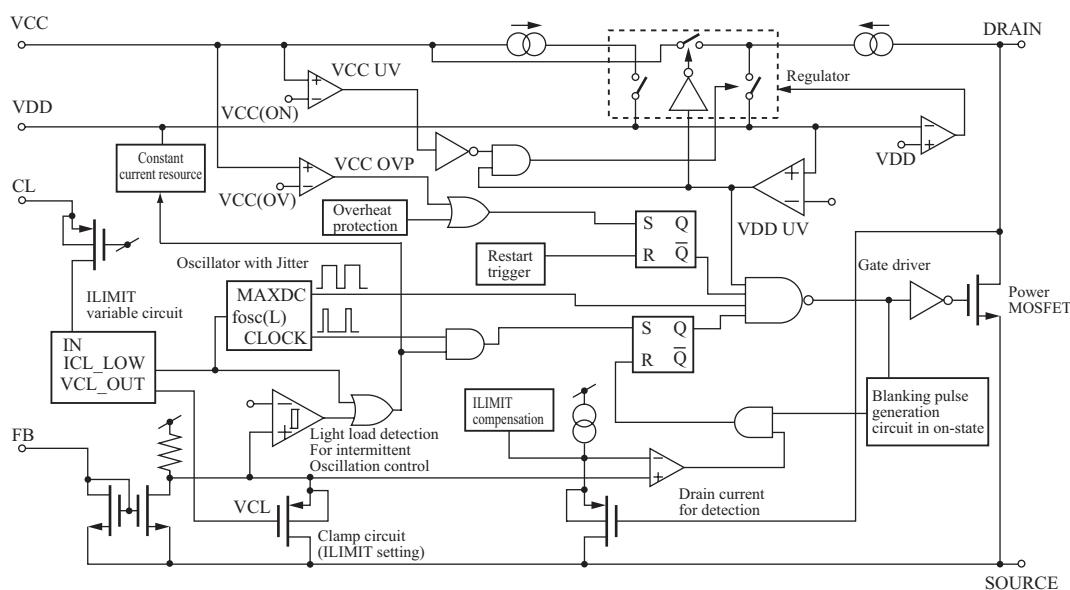 VCC
DRAIN
VCC UV
VCC(ON)
Regulator
VDD
VDD
Constant
current resource
VCC OVP
VCC(OV)
CL
Overheat
protection
VDD UV
S Q
R Q
Restart
trigger
Oscillator with Jitter
Gate driver
ILIMIT
variable circuit
MAXDC
fosc(L)
CLOCK
Power
MOSFET
IN
ICL_LOW
VCL_OUT
S Q
R Q
ILIMIT
compensation
Blanking pulse
generation
circuit in on-state
FB
Light load detection
For intermittent
Oscillation control
VCL
Drain current
for detection
Clamp circuit
(ILIMIT setting)
SOURCE